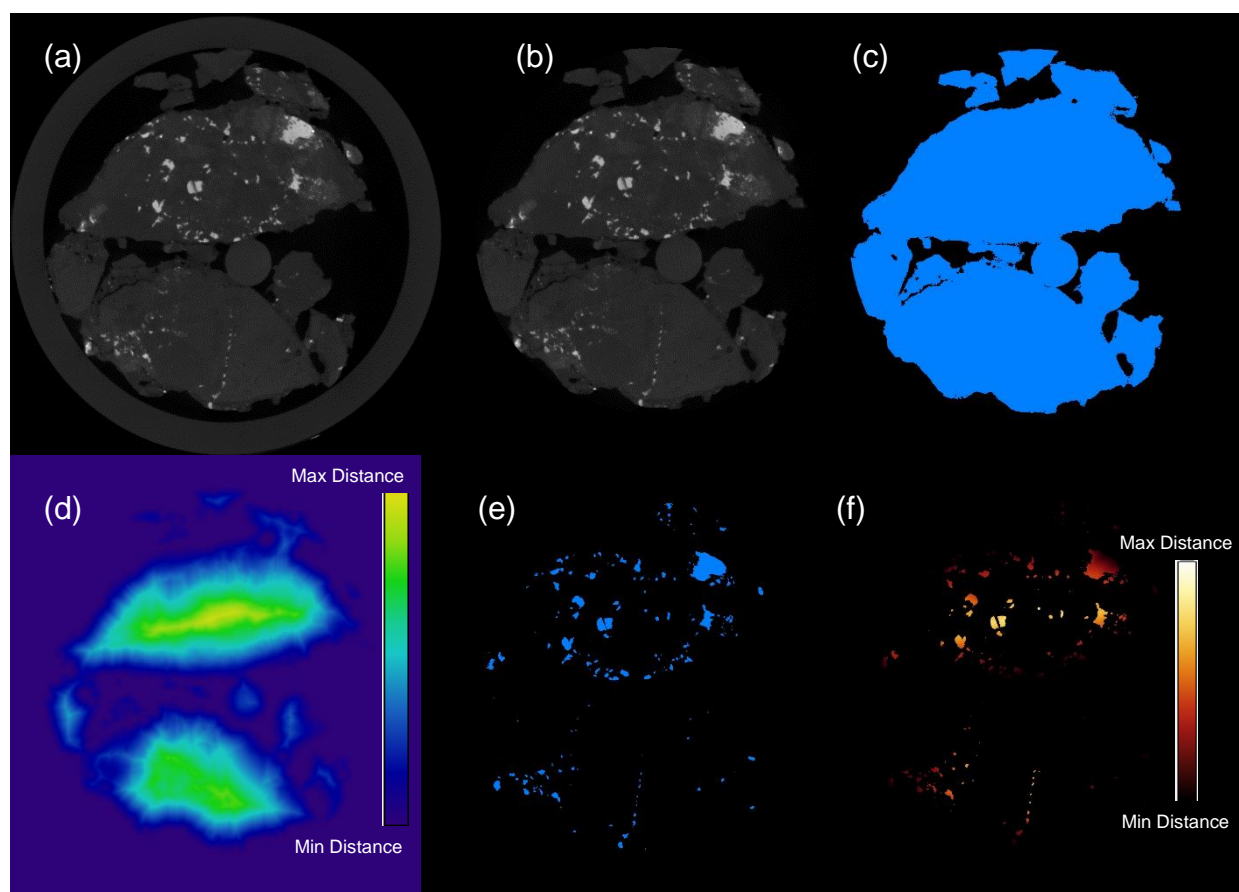 (a)
(b)
(c)
(d)
Max Distance
Min Distance
(e)
(f)
Max Distance
Min Distance